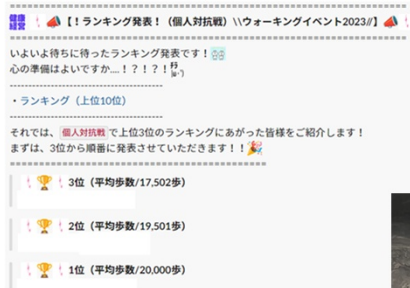 健康経営 【！ランキング発表！（個人対抗戦）\\ウォーキングイベント2023//】
いよいよ待ちに待ったランキング発表です！
心の準備はよいですか....！？！？！
・ランキング（上位10位）
それでは、個人対抗戦で上位3位のランキングにあがった皆様をご紹介します！
まずは、3位から順番に発表させていただきます！！
3位（平均歩数/17,502歩）
2位（平均歩数/19,501歩）
1位（平均歩数/20,000歩）